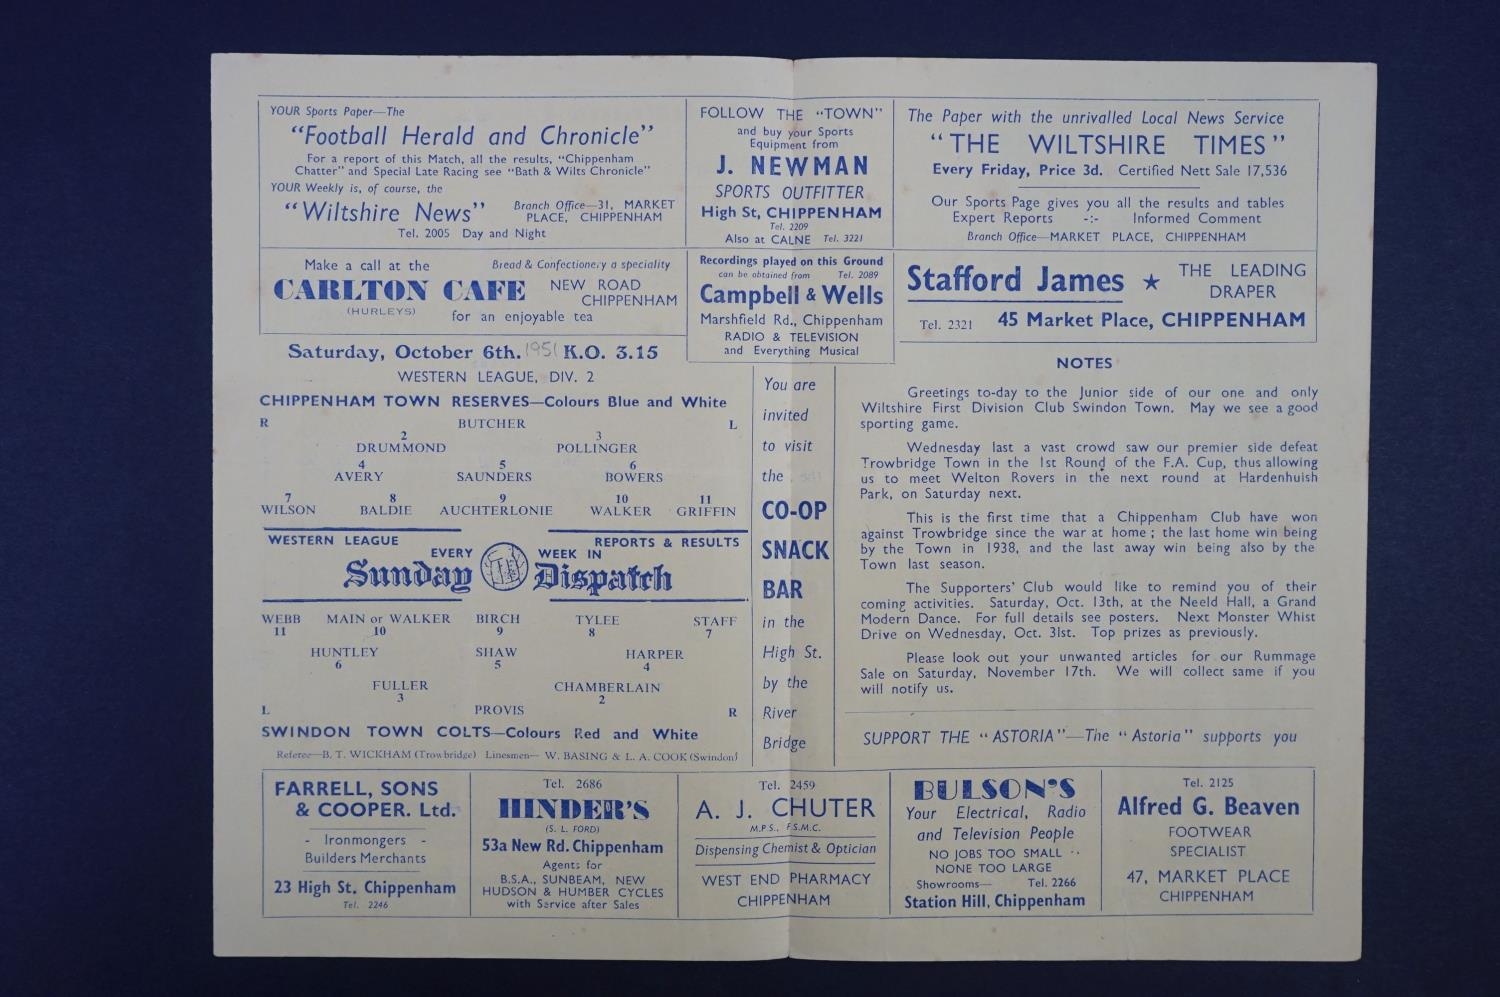 YOUR Sports Paper—The
"Football Herald and Chronicle"
For a report of this Match, all the results, "Chippenham
Chatter" and Special Late Racing see "Bath & Wilts Chronicle"
YOUR Weekly is, of course, the
"Wiltshire News" Branch Office—31, MARKET
PLACE, CHIPPENHAM
Tel. 2005 Day and Night
FOLLOW THE "TOWN"
and buy your Sports
Equipment from
J. NEWMAN
SPORTS OUTFITTER
High St, CHIPPENHAM
Tel. 2209
Also at CALNE Tel. 3221
The Paper with the unrivalled Local News Service
"THE WILTSHIRE TIMES"
Every Friday, Price 3d. Certified Nett Sale 17,536
Our Sports Page gives you all the results and tables
Expert Reports -:- Informed Comment
Branch Office—MARKET PLACE, CHIPPENHAM
Make a call at the Bread & Confectionery a speciality
CARLTON CAFE NEW ROAD
CHIPPENHAM
(HURLEYS) for an enjoyable tea
Recordings played on this Ground
can be obtained from Tel. 2089
Campbell & Wells
Marshfield Rd., Chippenham
RADIO & TELEVISION
and Everything Musical
Stafford James ★ THE LEADING
DRAPER
Tel. 2321 45 Market Place, CHIPPENHAM
Saturday, October 6th. 1951 K.O. 3.15
WESTERN LEAGUE, DIV. 2
CHIPPENHAM TOWN RESERVES—Colours Blue and White
R BUTCHER L
2 3
DRUMMOND POLLINGER
4 5 6
AVERY SAUNDERS BOWERS
7 8 9 10 11
WILSON BALDIE AUCHTERLONIE WALKER GRIFFIN
WESTERN LEAGUE REPORTS & RESULTS
EVERY WEEK IN
Sunday Dispatch
WEBB MAIN or WALKER BIRCH TYLEE STAFF
11 10 9 8 7
HUNTLEY SHAW HARPER
6 5 4
FULLER CHAMBERLAIN
3 2
L PROVIS R
SWINDON TOWN COLTS—Colours Red and White
Referee—B. T. WICKHAM (Trowbridge) Linesmen— W. BASING & L. A. COOK (Swindon)
You are
invited
to visit
the
CO-OP
SNACK
BAR
in the
High St.
by the
River
Bridge
NOTES
Greetings to-day to the Junior side of our one and only
Wiltshire First Division Club Swindon Town. May we see a good
sporting game.
Wednesday last a vast crowd saw our premier side defeat
Trowbridge Town in the 1st Round of the F.A. Cup, thus allowing
us to meet Welton Rovers in the next round at Hardenhuish
Park, on Saturday next.
This is the first time that a Chippenham Club have won
against Trowbridge since the war at home ; the last home win being
by the Town in 1938, and the last away win being also by the
Town last season.
The Supporters' Club would like to remind you of their
coming activities. Saturday, Oct. 13th, at the Neeld Hall, a Grand
Modern Dance. For full details see posters. Next Monster Whist
Drive on Wednesday, Oct. 31st. Top prizes as previously.
Please look out your unwanted articles for our Rummage
Sale on Saturday, November 17th. We will collect same if you
will notify us.
SUPPORT THE "ASTORIA"—The "Astoria" supports you
FARRELL, SONS
& COOPER. Ltd.
- Ironmongers -
Builders Merchants
23 High St. Chippenham
Tel. 2246
Tel. 2686
HINDER'S
(S. L. FORD)
53a New Rd. Chippenham
Agents for
B.S.A., SUNBEAM, NEW
HUDSON & HUMBER CYCLES
with Service after Sales
Tel. 2459
A. J. CHUTER
M.P.S., F.S.M.C.
Dispensing Chemist & Optician
WEST END PHARMACY
CHIPPENHAM
BULSON'S
Your Electrical, Radio
and Television People
NO JOBS TOO SMALL ··
NONE TOO LARGE
Showrooms— Tel. 2266
Station Hill, Chippenham
Tel. 2125
Alfred G. Beaven
FOOTWEAR
SPECIALIST
47, MARKET PLACE
CHIPPENHAM